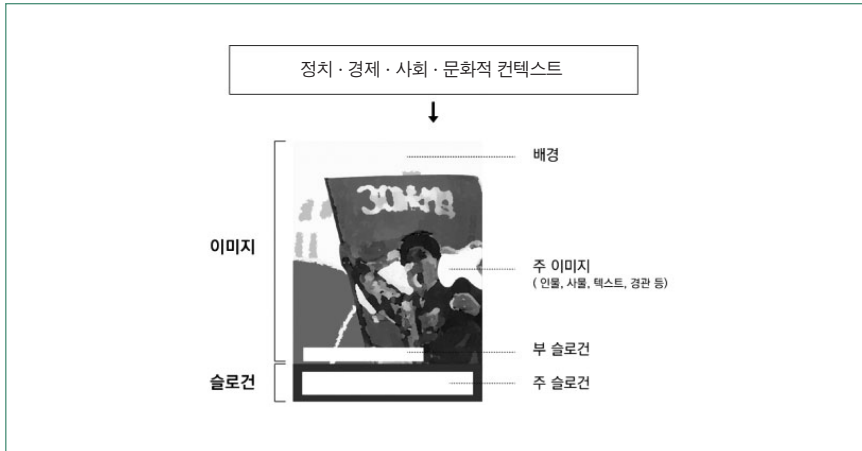 정치 · 경제 · 사회 · 문화적 컨텍스트
배경
이미지
주 이미지
( 인물, 사물, 텍스트, 경관 등)
부 슬로건
슬로건
주 슬로건